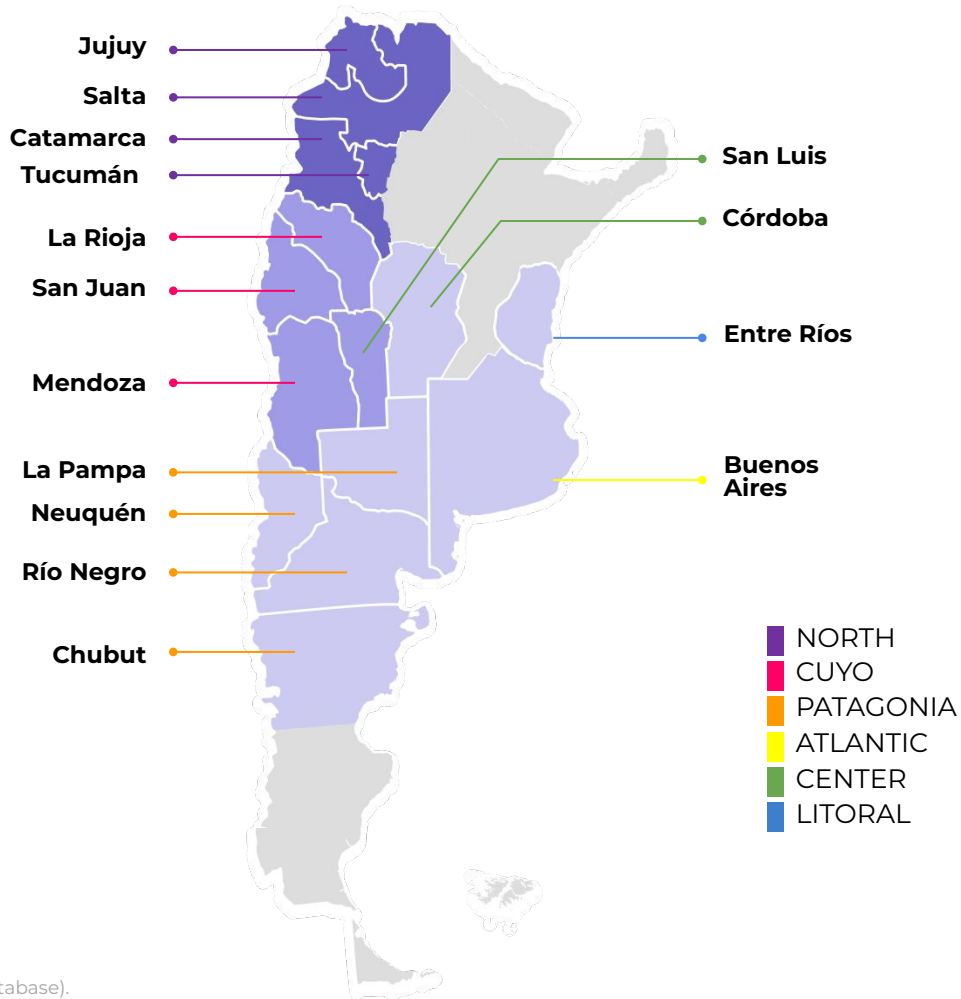 Jujuy
Salta
Catamarca
Tucumán
La Rioja
San Juan
Mendoza
La Pampa
Neuquén
Río Negro
Chubut
San Luis
Córdoba
Entre Ríos
Buenos
Aires
NORTH
CUYO
PATAGONIA
ATLANTIC
CENTER
LITORAL